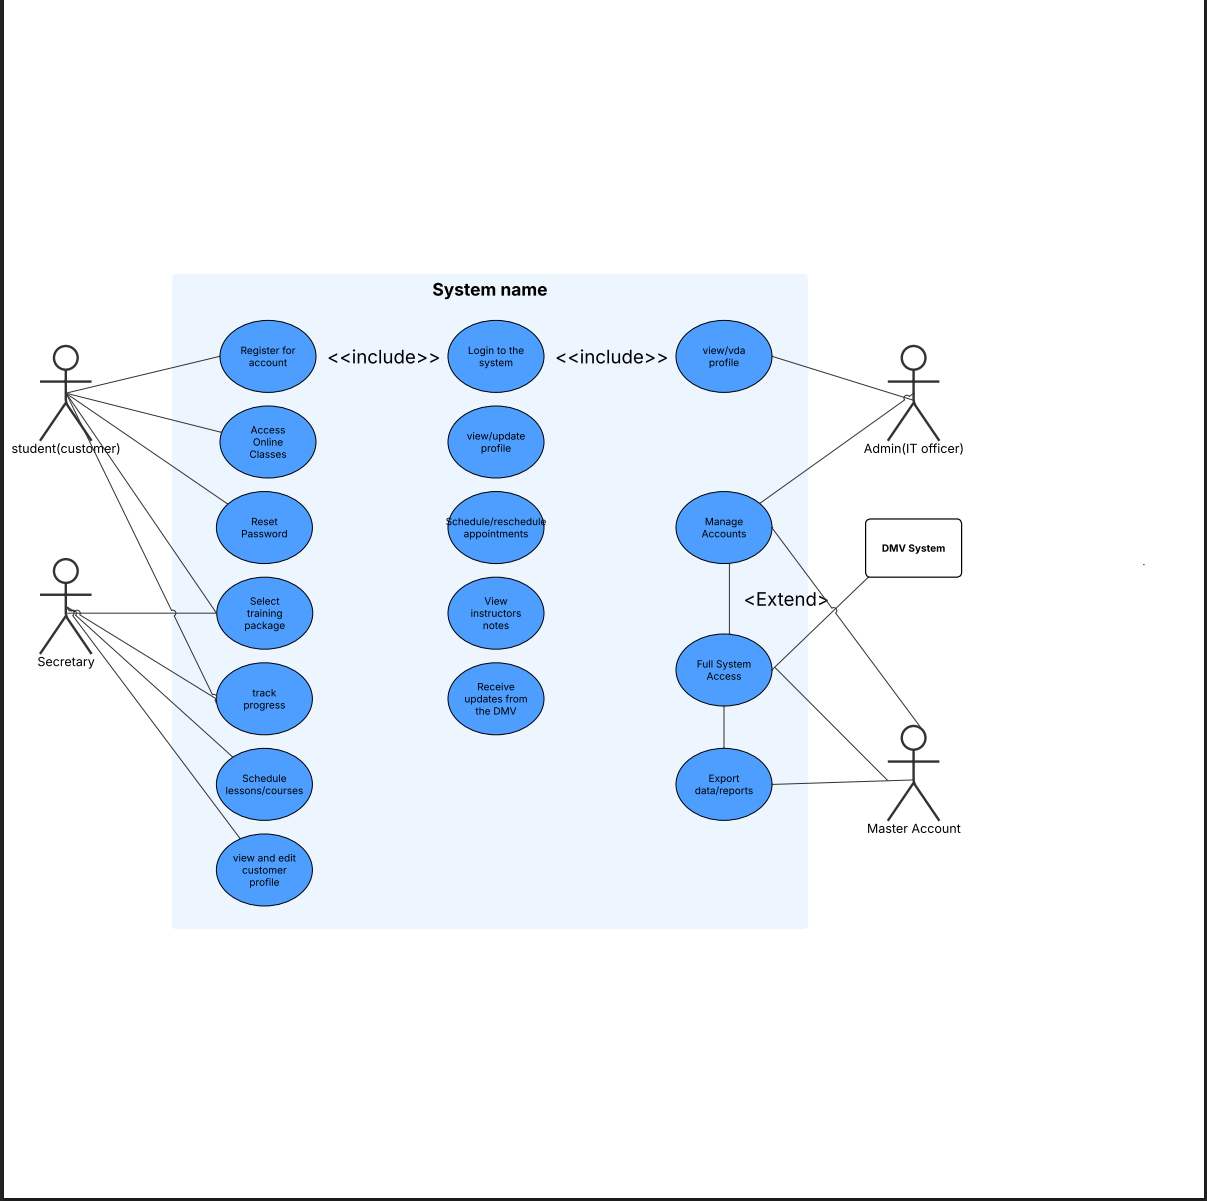 System name
Register for
account
<<include>>
Login to the
system
<<include>>
view/vda
profile
student(customer)
Admin(IT officer)
Access
Online
Classes
view/update
profile
Reset
Password
Schedule/reschedule
appointments
Manage
Accounts
DMV System
Secretary
Select
training
package
View
instructors
notes
<Extend>
Full System
Access
track
progress
Receive
updates from
the DMV
Schedule
lessons/courses
Export
data/reports
Master Account
view and edit
customer
profile